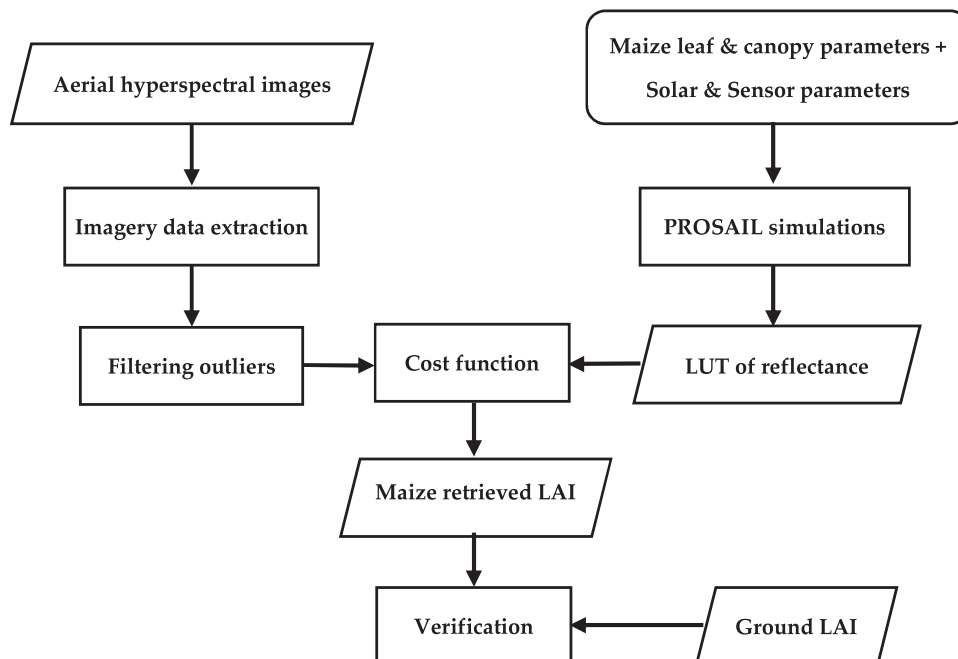 Aerial hyperspectral images
Maize leaf & canopy parameters +
Solar & Sensor parameters
Imagery data extraction
PROSAIL simulations
Filtering outliers
Cost function
LUT of reflectance
Maize retrieved LAI
Verification
Ground LAI